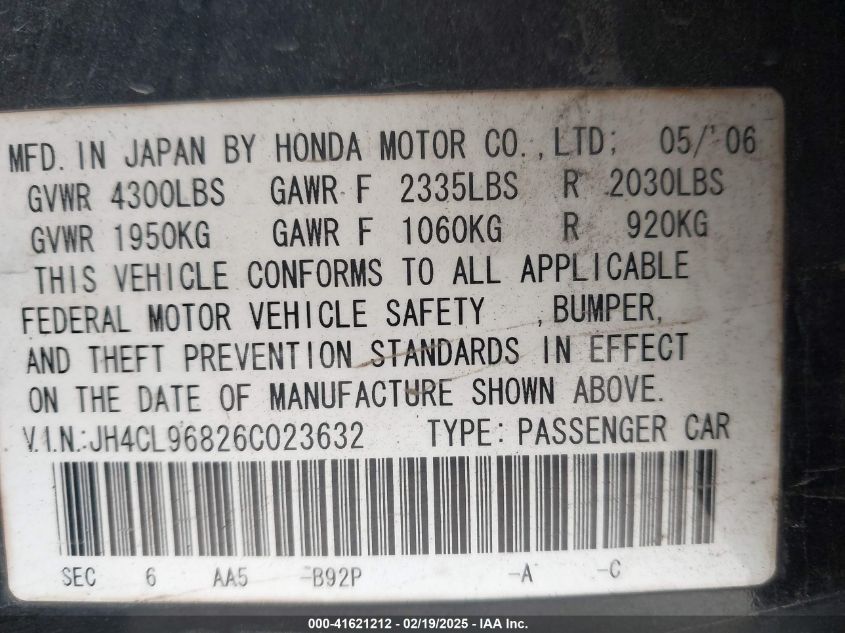 MFD. IN JAPAN BY HONDA MOTOR CO., LTD; 05/'06
GVWR 4300LBS GAWR F 2335LBS R 2030LBS
GVWR 1950KG GAWR F 1060KG R 920KG
THIS VEHICLE CONFORMS TO ALL APPLICABLE
FEDERAL MOTOR VEHICLE SAFETY , BUMPER,
AND THEFT PREVENTION STANDARDS IN EFFECT
ON THE DATE OF MANUFACTURE SHOWN ABOVE.
V.I.N.:JH4CL96826C023632 TYPE: PASSENGER CAR
SEC 6 AA5 -B92P -A -C
000-41621212 - 02/19/2025 - IAA Inc.